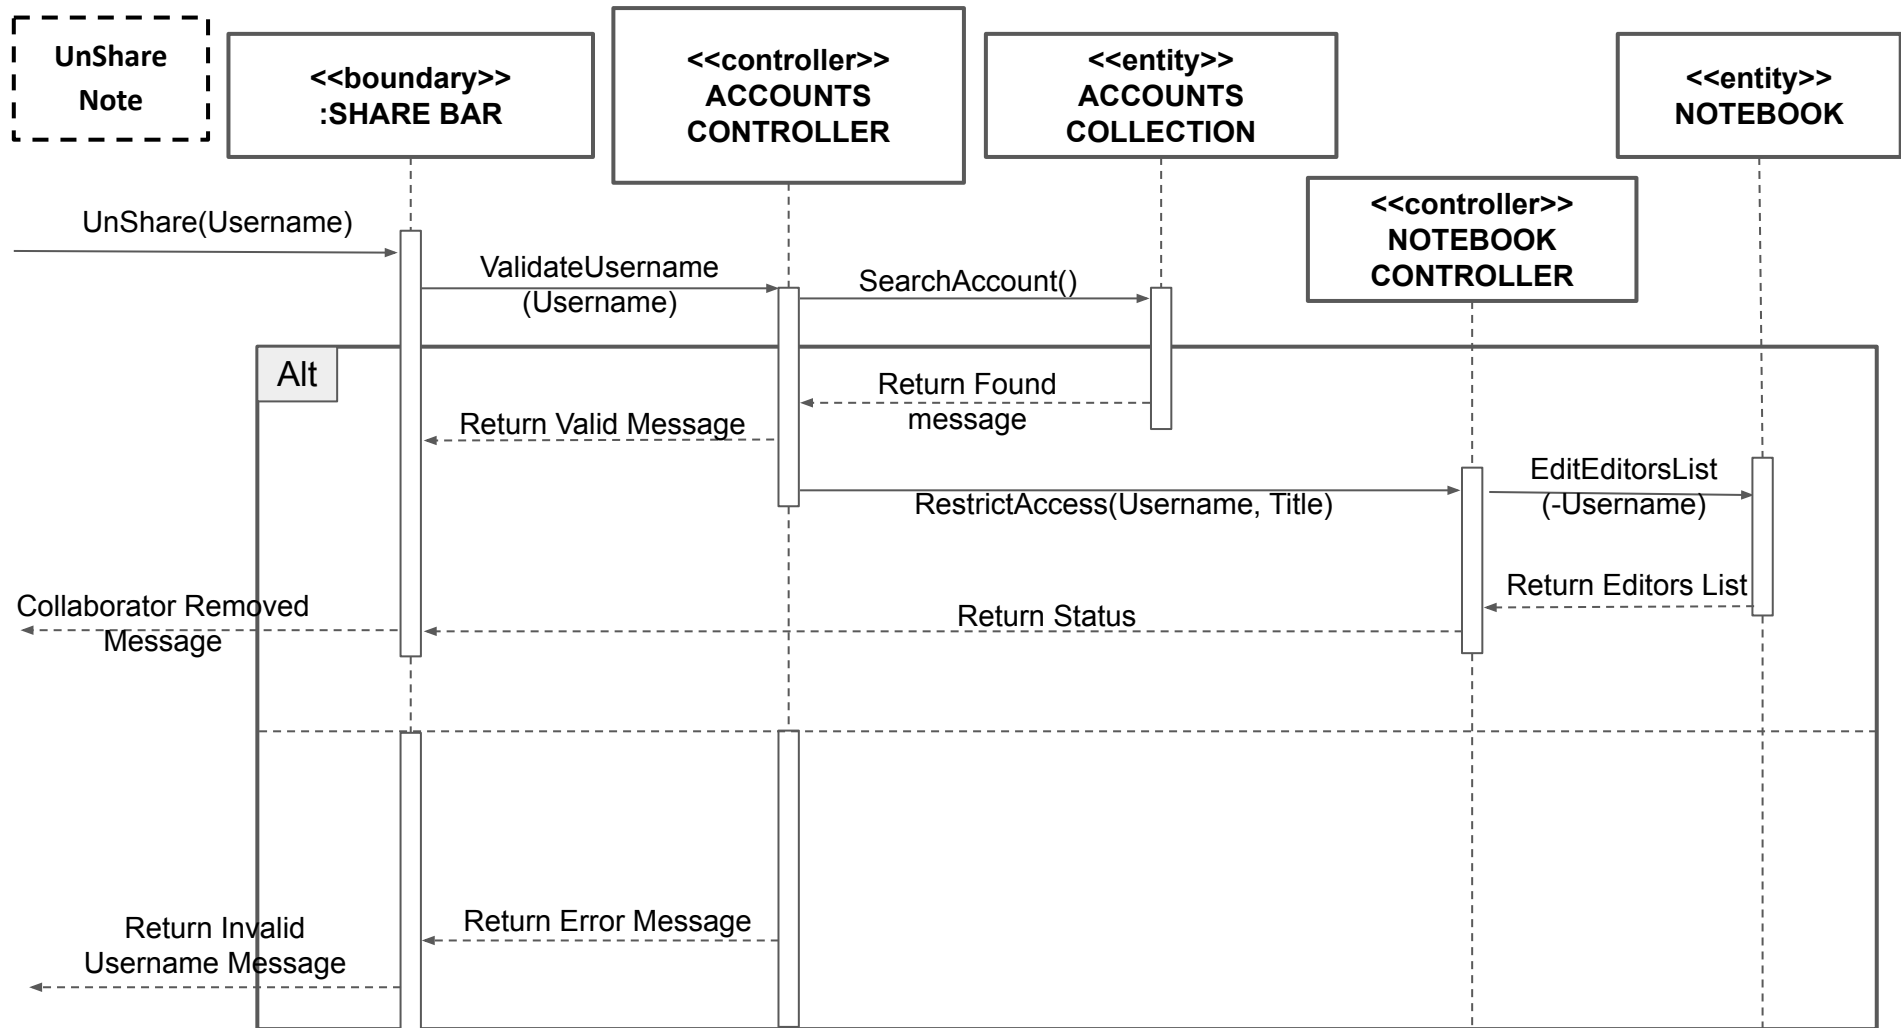 UnShare
Note
<<boundary>>
:SHARE BAR
<<controller>>
ACCOUNTS
CONTROLLER
<<entity>>
ACCOUNTS
COLLECTION
<<entity>>
NOTEBOOK
<<controller>>
NOTEBOOK
CONTROLLER
UnShare(Username)
ValidateUsername
(Username)
SearchAccount()
Alt
Return Found
message
Return Valid Message
RestrictAccess(Username, Title)
EditEditorsList
(-Username)
Return Editors List
Return Status
Collaborator Removed
Message
Return Error Message
Return Invalid
Username Message